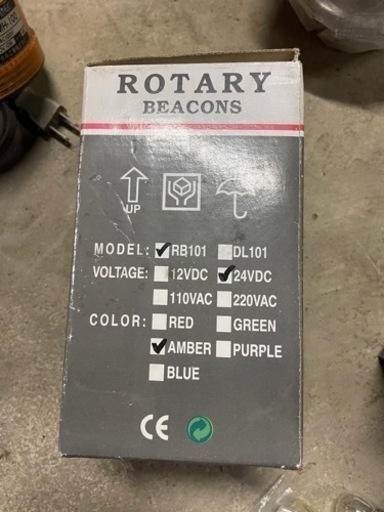 ROTARY
BEACONS
UP
MODEL: RB101 DL101
VOLTAGE: 12VDC 24VDC
110VAC 220VAC
COLOR: RED GREEN
AMBER PURPLE
BLUE
CE